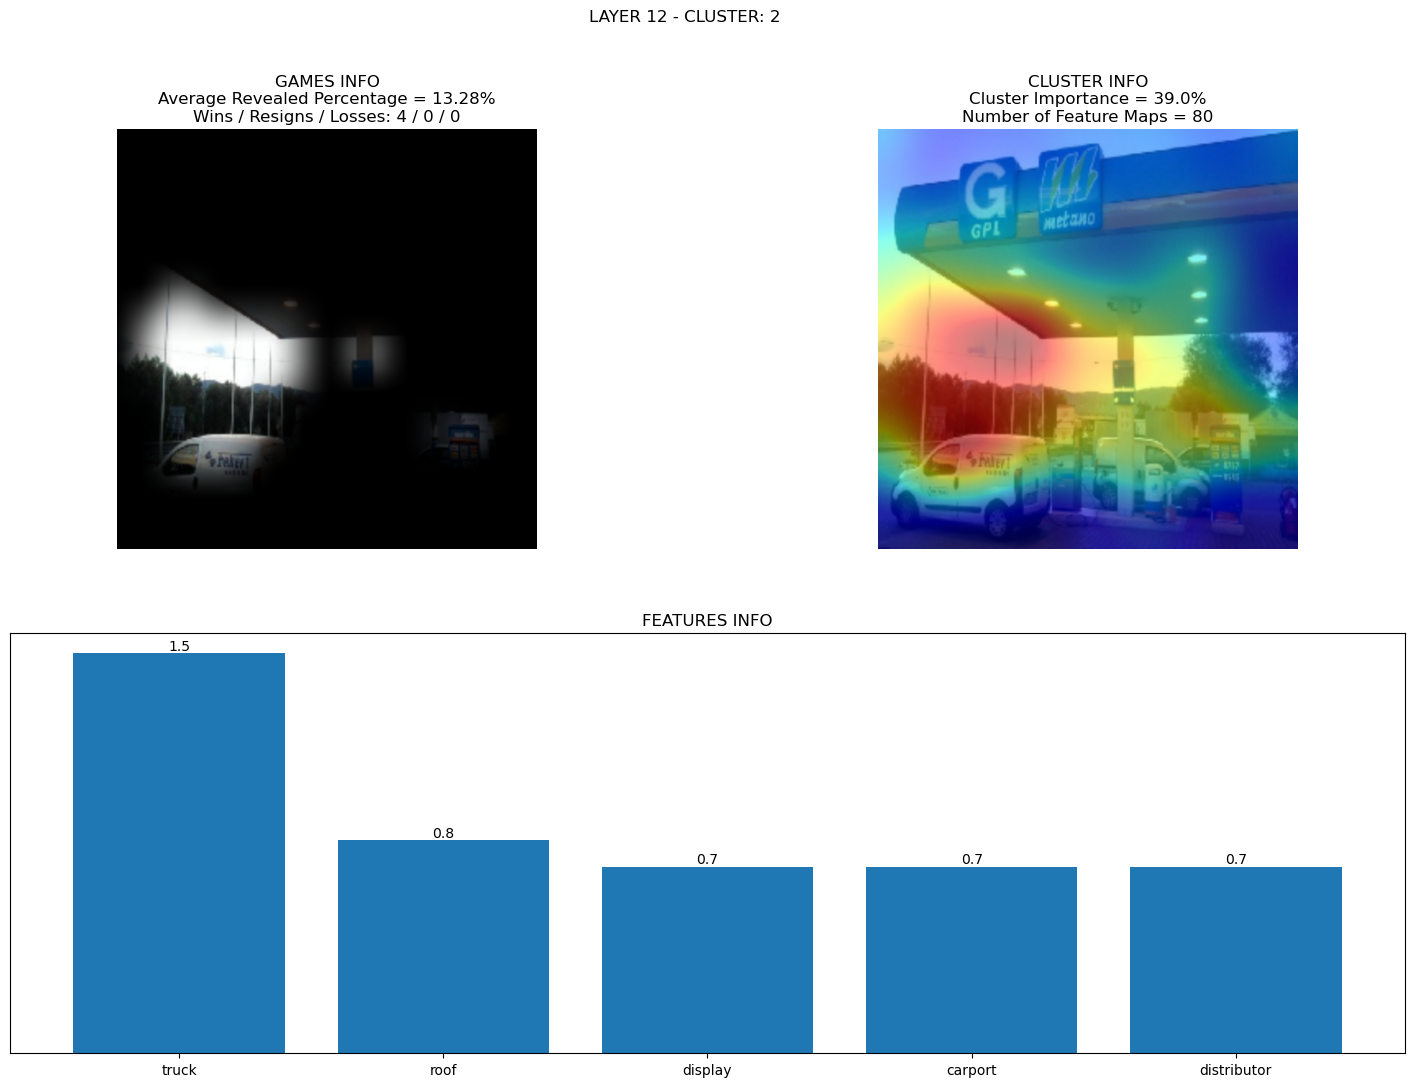 LAYER 12 - CLUSTER: 2
GAMES INFO
Average Revealed Percentage = 13.28%
Wins / Resigns / Losses: 4 / 0 / 0
CLUSTER INFO
Cluster Importance = 39.0%
Number of Feature Maps = 80
G
GPL
metano
FEATURES INFO
1.5
0.8
0.7
0.7
0.7
truck
roof
display
carport
distributor